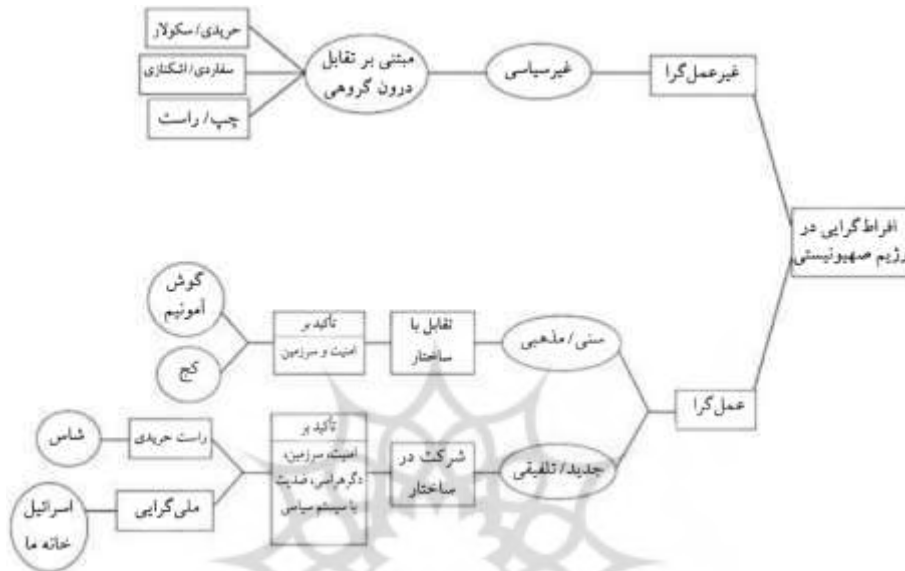 افراط‌گرایی در
رژیم صهیونیستی
غیرعمل‌گرا
غیرسیاسی
مبتنی بر تقابل
درون گروهی
حریدی/ سکولار
سفاردی/ اشکنازی
چپ/ راست
عمل‌گرا
سنی/ مذهبی
تقابل با
ساختار
تأکید بر
امنیت و سرزمین
گوش
آمونیم
کج
جدید/ تلفیقی
شرکت در
ساختار
تأکید بر
امنیت، سرزمین،
دگرهراسی، ضدیت
با سیستم سیاسی
راست حریدی
شاس
ملی‌گرایی
اسرائیل
خانه ما